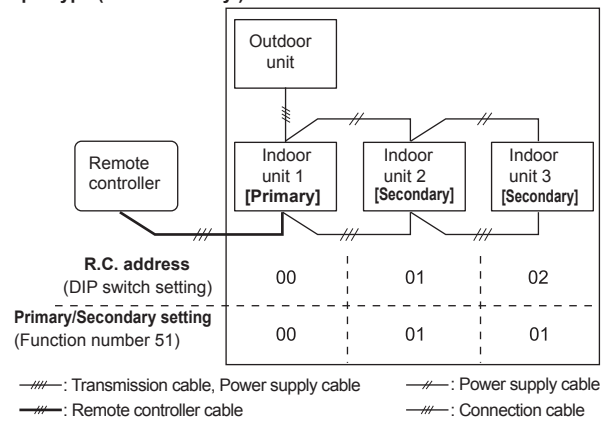 Outdoor
unit
Remote
controller
Indoor
unit 1
[Primary]
Indoor
unit 2
[Secondary]
Indoor
unit 3
[Secondary]
R.C. address
(DIP switch setting)
00
01
02
Primary/Secondary setting
(Function number 51)
00
01
01
: Transmission cable, Power supply cable
: Power supply cable
: Remote controller cable
: Connection cable